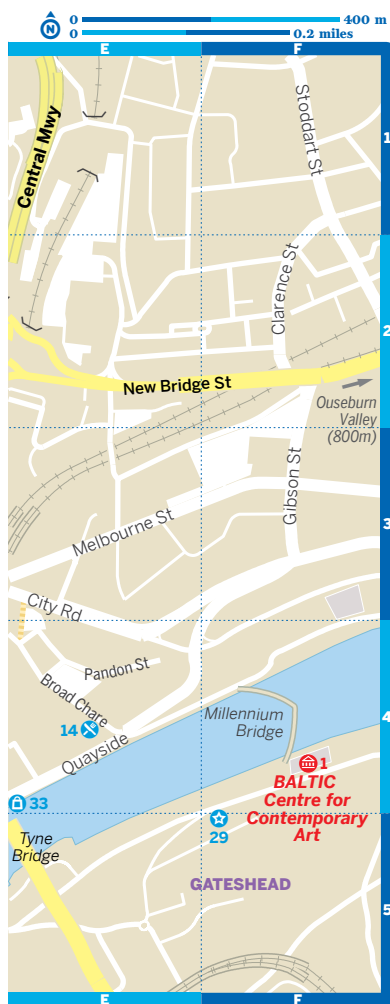 N
0 400 m
0 0.2 miles
E F
1
Stoddart St
Central Mwy
Clarence St
2
New Bridge St
Ouseburn
Valley
(800m)
3
Gibson St
Melbourne St
City Rd
Pandon St
Broad Chare
14
Quayside
Millennium
Bridge
4
1
BALTIC
Centre for
Contemporary
Art
33
29
Tyne
Bridge
GATESHEAD
5
E F